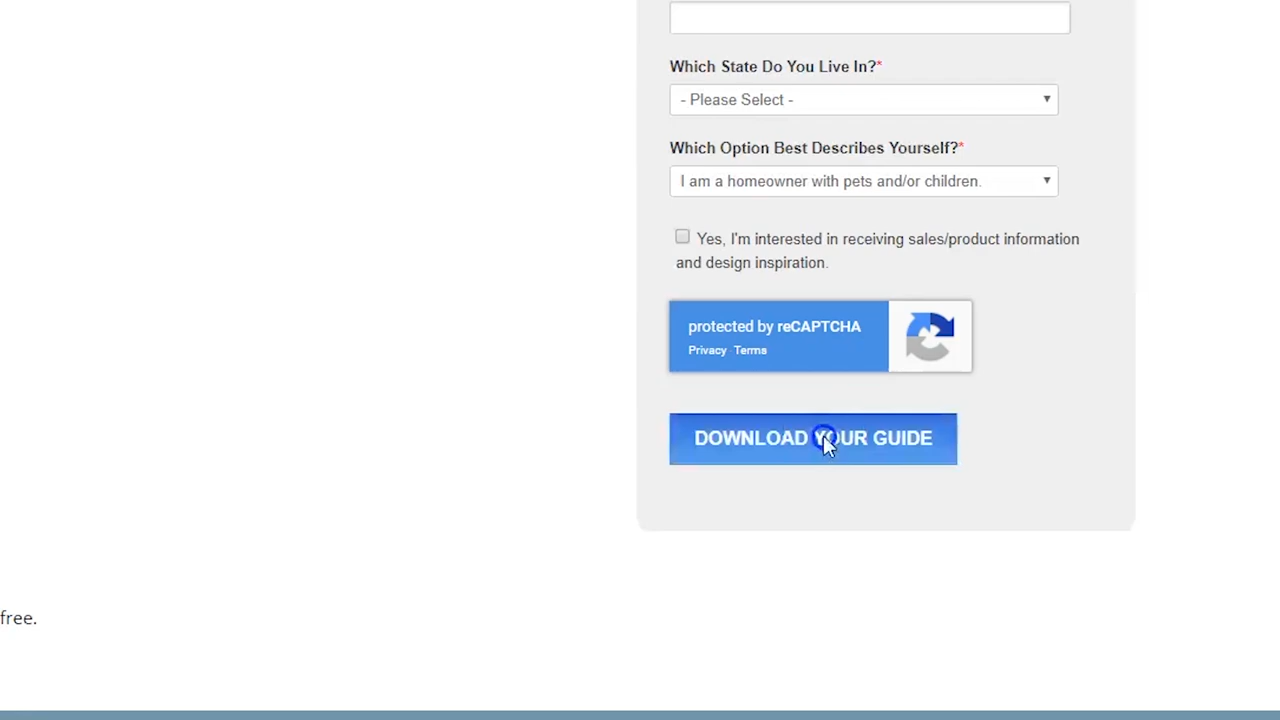 Which State Do You Live In?*
- Please Select -
Which Option Best Describes Yourself?*
I am a homeowner with pets and/or children.
Yes, I'm interested in receiving sales/product information
and design inspiration.
protected by reCAPTCHA
Privacy · Terms
DOWNLOAD YOUR GUIDE
free.